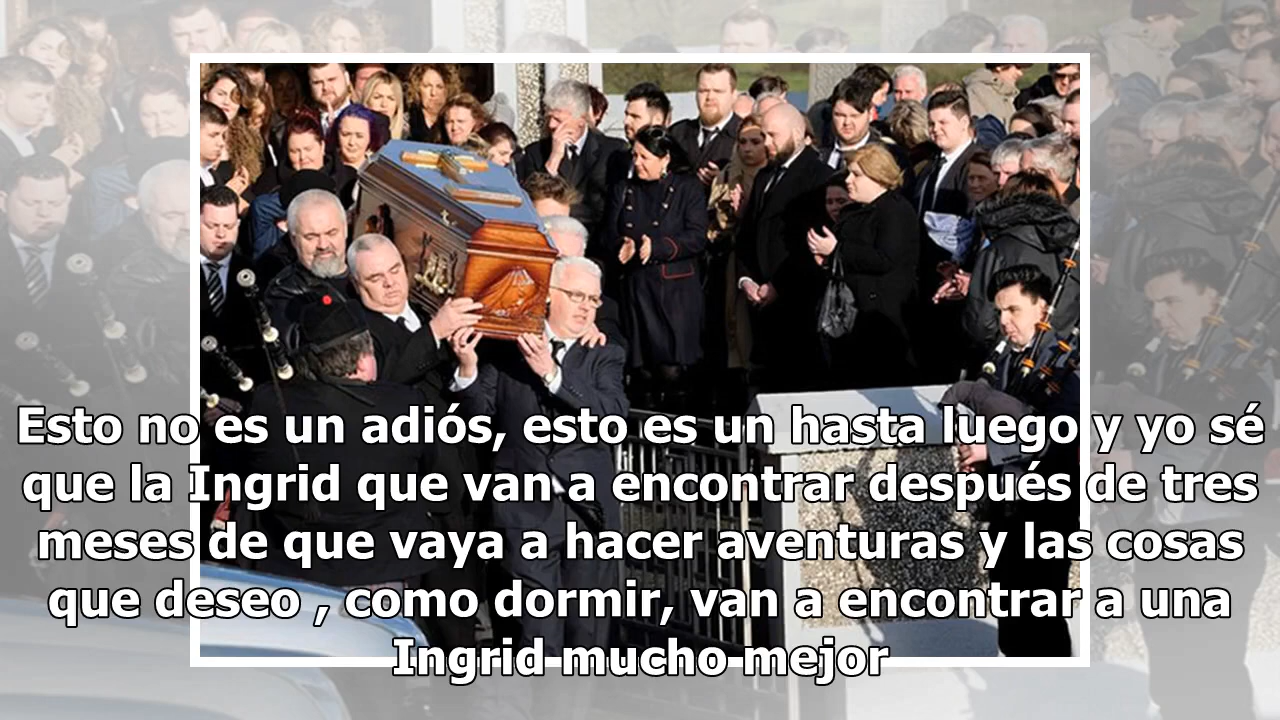 Esto no es un adiós, esto es un hasta luego y yo sé
que la Ingrid que van a encontrar después de tres
meses de que vaya a hacer aventuras y las cosas
que deseo , como dormir, van a encontrar a una
Ingrid mucho mejor